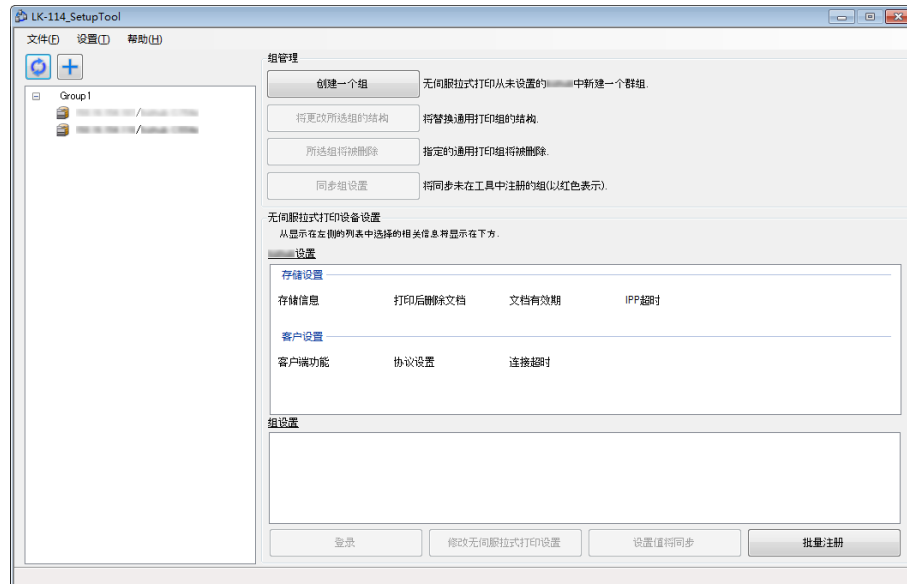 LK-114_SetupTool
文件(F) 设置(T) 帮助(H)
Group1
组管理
创建一个组 无伺服拉式打印从未设置的 中新建一个群组.
将更改所选组的结构 将替换通用打印组的结构.
所选组将被删除 指定的通用打印组将被删除.
同步组设置 将同步未在工具中注册的组(以红色表示).
无伺服拉式打印设备设置
从显示在左侧的列表中选择的相关信息将显示在下方.
设置
存储设置
存储信息 打印后删除文档 文档有效期 IPP超时
客户设置
客户端功能 协议设置 连接超时
组设置
登录 修改无伺服拉式打印设置 设置值将同步 批量注册